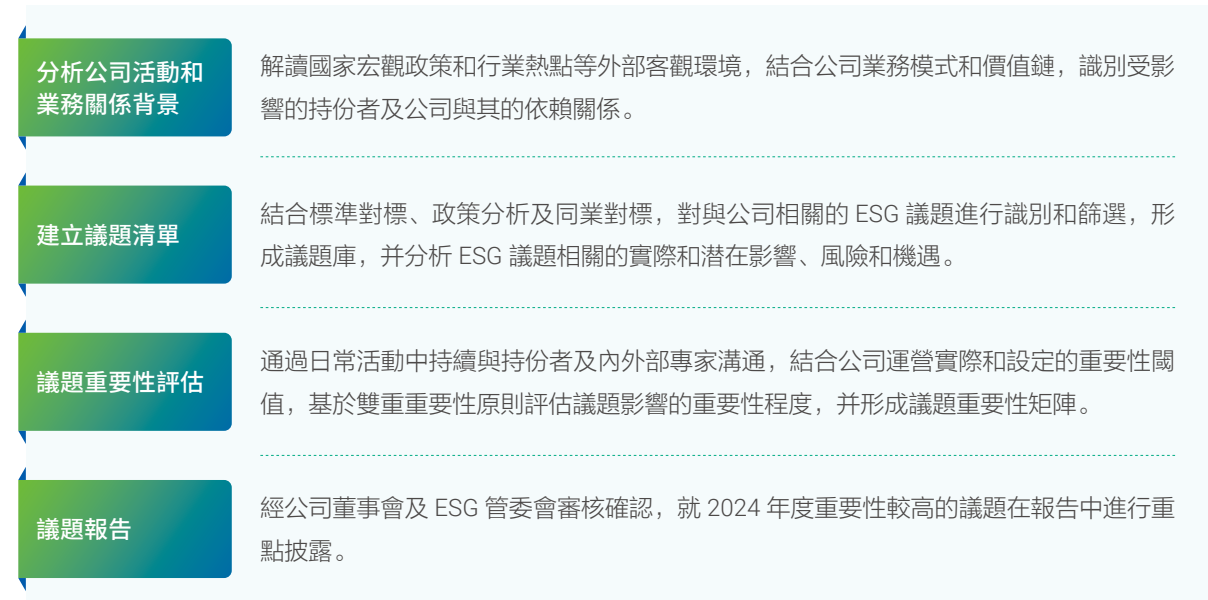 分析公司活動和
業務關係背景
解讀國家宏觀政策和行業熱點等外部客觀環境，結合公司業務模式和價值鏈，識別受影
響的持份者及公司與其的依賴關係。
建立議題清單
結合標準對標、政策分析及同業對標，對與公司相關的 ESG 議題進行識別和篩選，形
成議題庫，并分析 ESG 議題相關的實際和潛在影響、風險和機遇。
議題重要性評估
通過日常活動中持續與持份者及內外部專家溝通，結合公司運營實際和設定的重要性閾
值，基於雙重重要性原則評估議題影響的重要性程度，并形成議題重要性矩陣。
議題報告
經公司董事會及 ESG 管委會審核確認，就 2024 年度重要性較高的議題在報告中進行重
點披露。